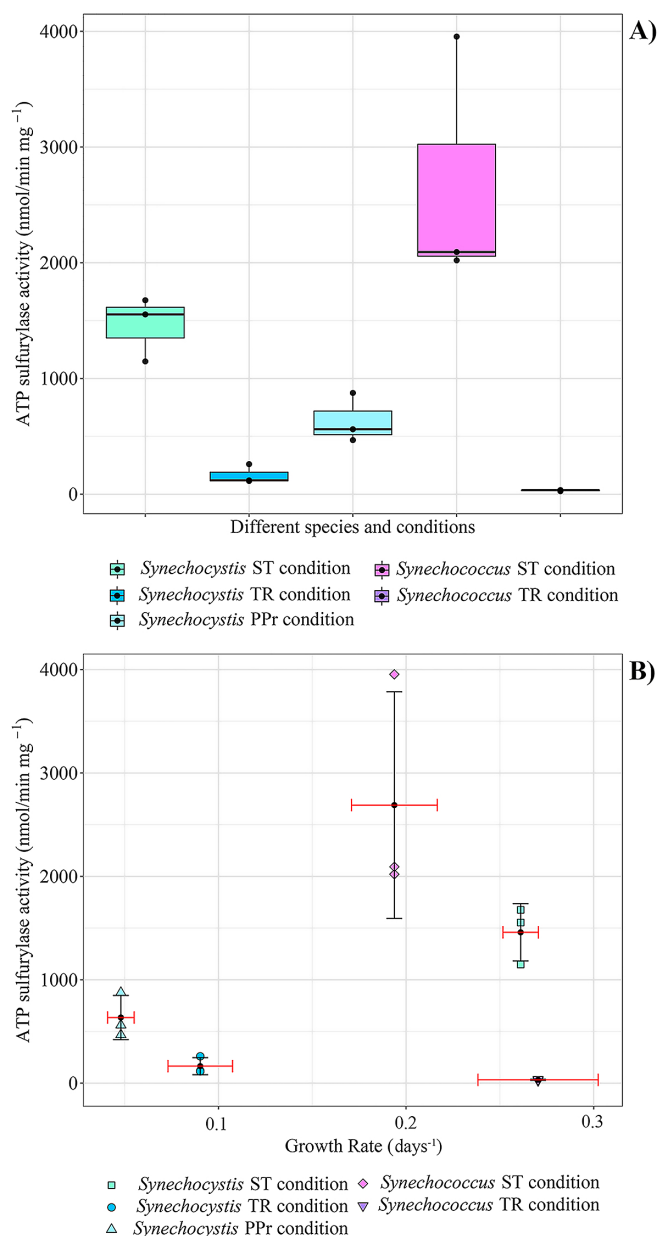 A)
4000
3000
2000
1000
0
ATP sulfurylase activity (nmol/min mg ⁻¹)
Different species and conditions
Synechocystis ST condition
Synechococcus ST condition
Synechocystis TR condition
Synechococcus TR condition
Synechocystis PPr condition
B)
4000
3000
2000
1000
0
ATP sulfurylase activity (nmol/min mg ⁻¹)
0.1 0.2 0.3
Growth Rate (days⁻¹)
Synechocystis ST condition
Synechococcus ST condition
Synechocystis TR condition
Synechococcus TR condition
Synechocystis PPr condition